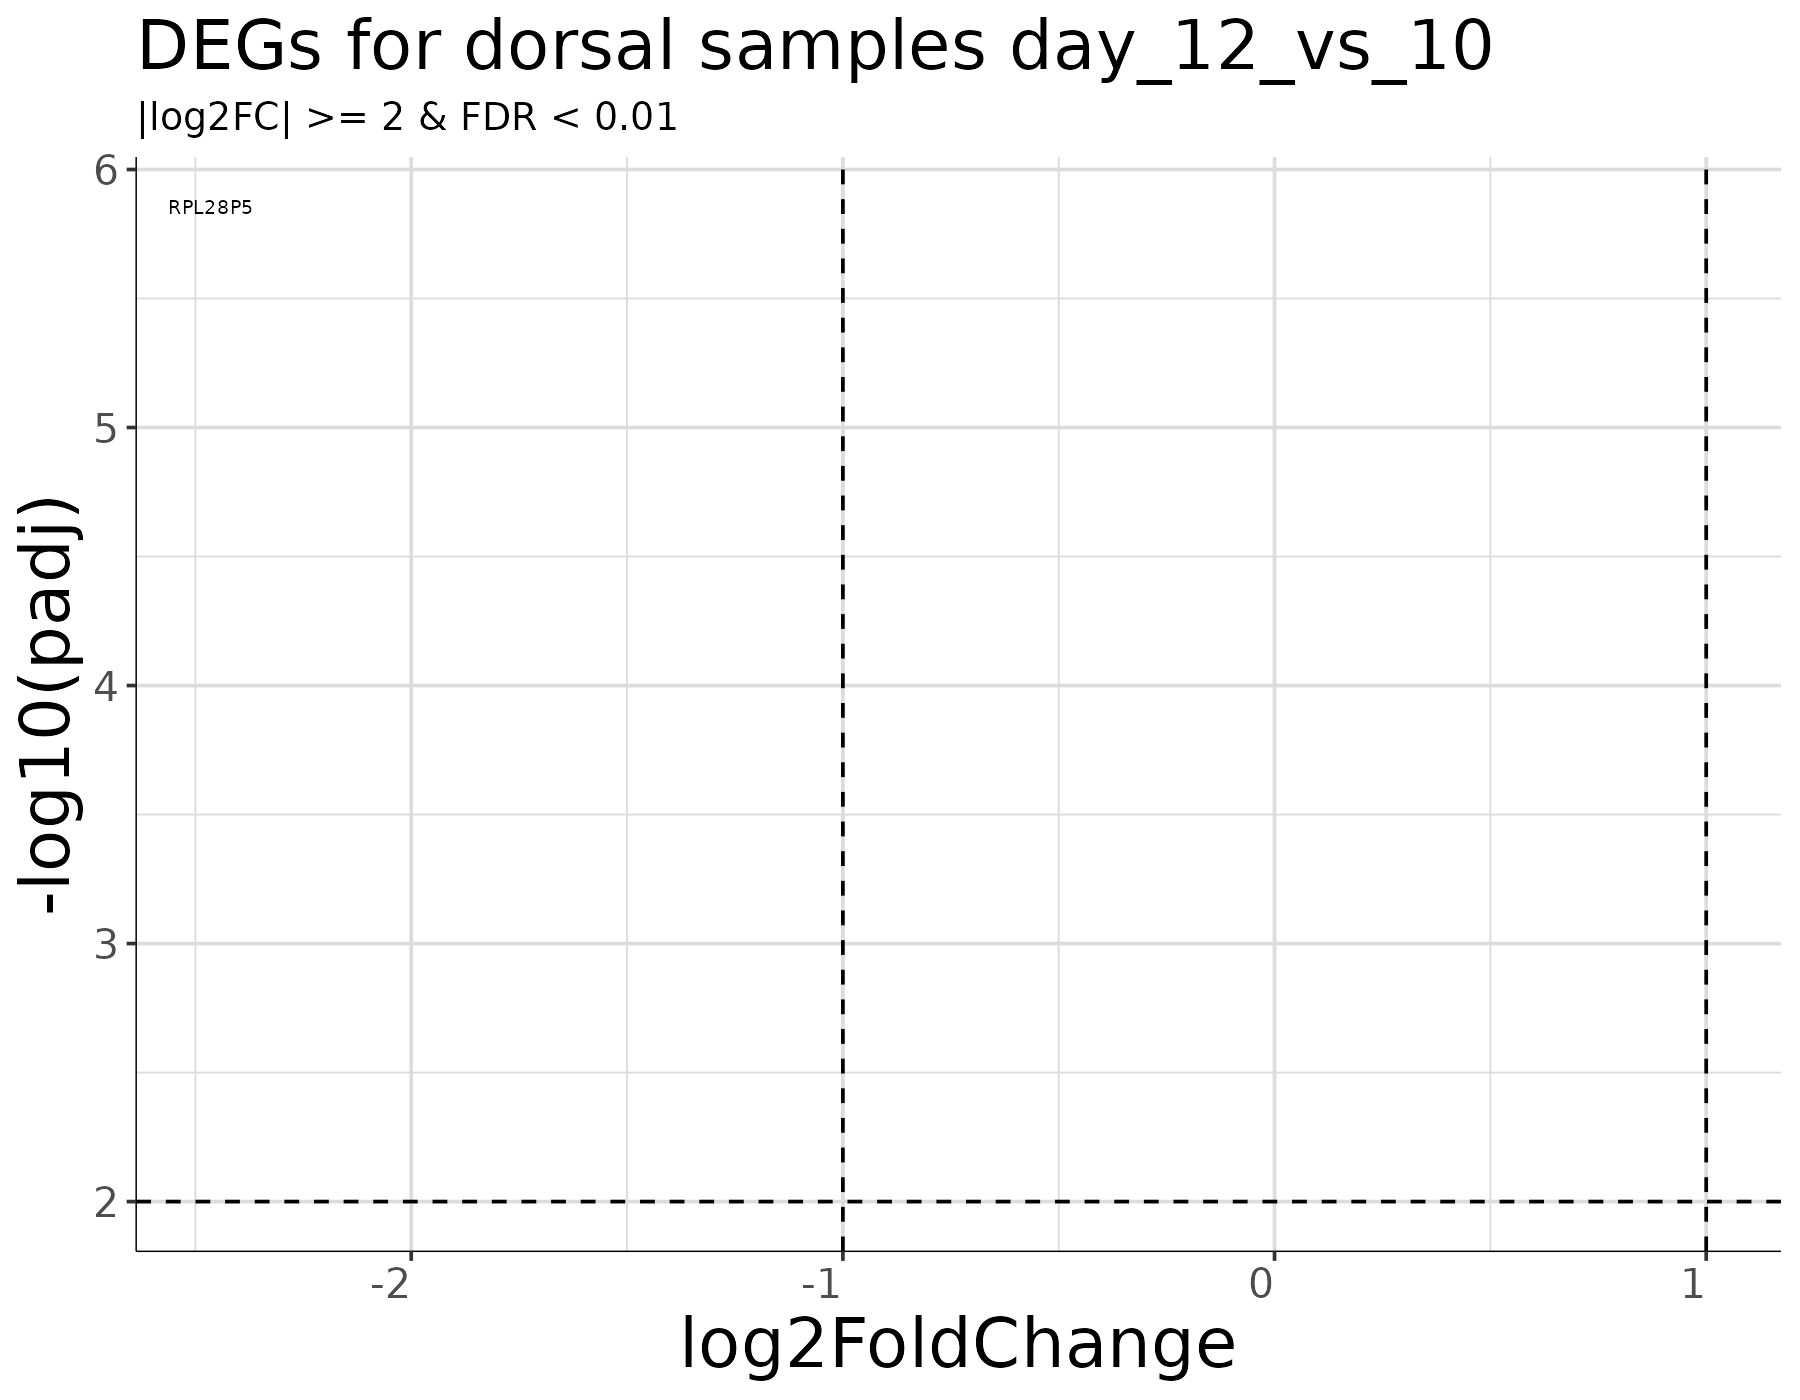 DEGs for dorsal samples day_12_vs_10
|log2FC| >= 2 & FDR < 0.01
6
RPL28P5
5
4
3
2
-log10(padj)
-2 -1 0 1
log2FoldChange